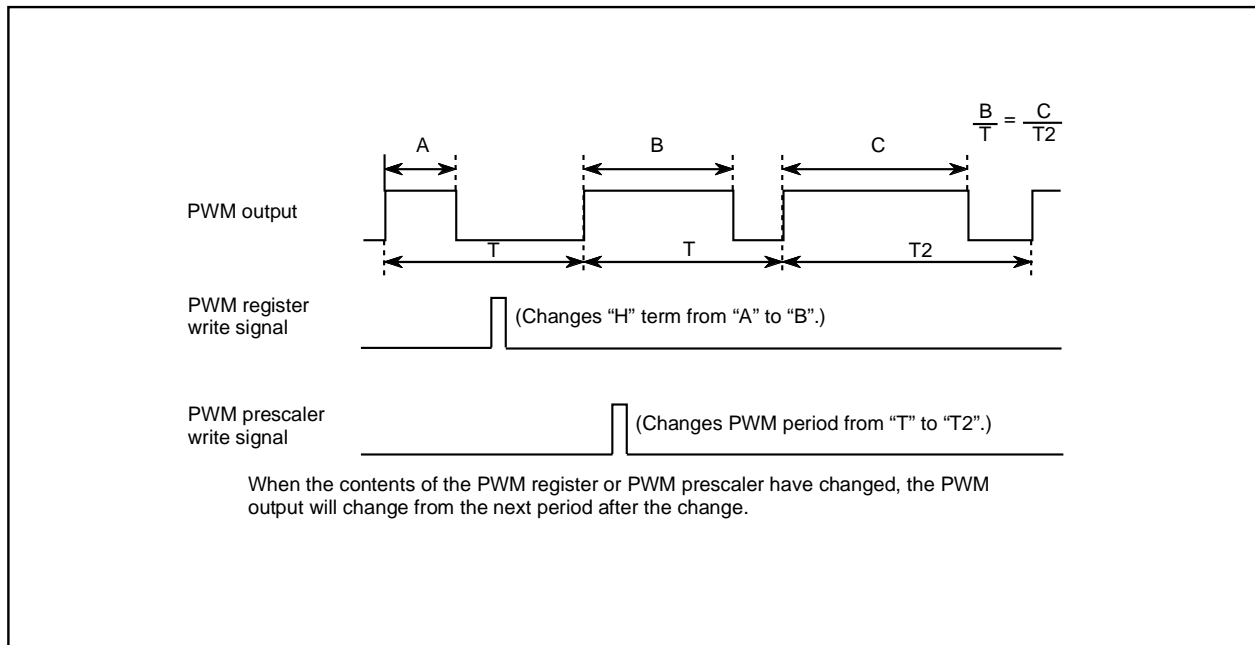 B
T
=
C
T2
A
B
C
PWM output
T
T
T2
PWM register
write signal
(Changes “H” term from “A” to “B”.)
PWM prescaler
write signal
(Changes PWM period from “T” to “T2”.)
When the contents of the PWM register or PWM prescaler have changed, the PWM
output will change from the next period after the change.